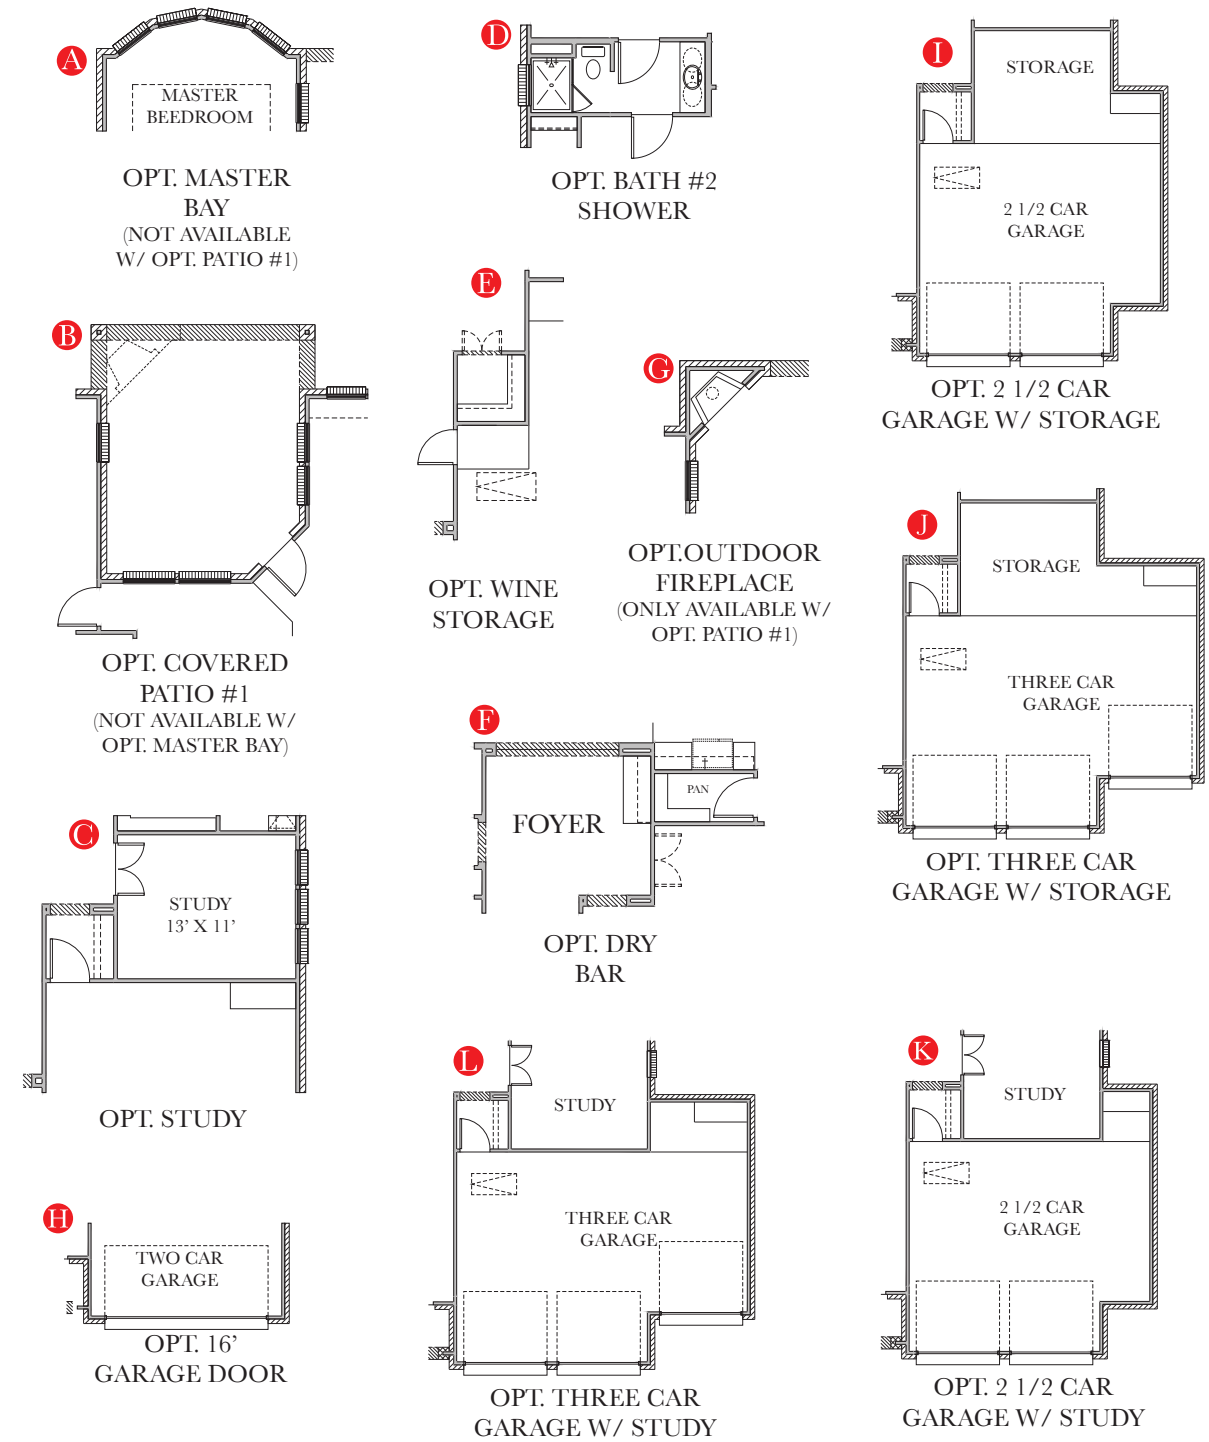 A
MASTER
BEEDROOM
OPT. MASTER
BAY
(NOT AVAILABLE
W/ OPT. PATIO #1)
B
OPT. COVERED
PATIO #1
(NOT AVAILABLE W/
OPT. MASTER BAY)
C
STUDY
13' X 11'
OPT. STUDY
H
TWO CAR
GARAGE
OPT. 16'
GARAGE DOOR
D
OPT. BATH #2
SHOWER
E
OPT. WINE
STORAGE
G
OPT.OUTDOOR
FIREPLACE
(ONLY AVAILABLE W/
OPT. PATIO #1)
F
FOYER
PAN
OPT. DRY
BAR
L
STUDY
THREE CAR
GARAGE
OPT. THREE CAR
GARAGE W/ STUDY
I
STORAGE
2 1/2 CAR
GARAGE
OPT. 2 1/2 CAR
GARAGE W/ STORAGE
J
STORAGE
THREE CAR
GARAGE
OPT. THREE CAR
GARAGE W/ STORAGE
K
STUDY
2 1/2 CAR
GARAGE
OPT. 2 1/2 CAR
GARAGE W/ STUDY